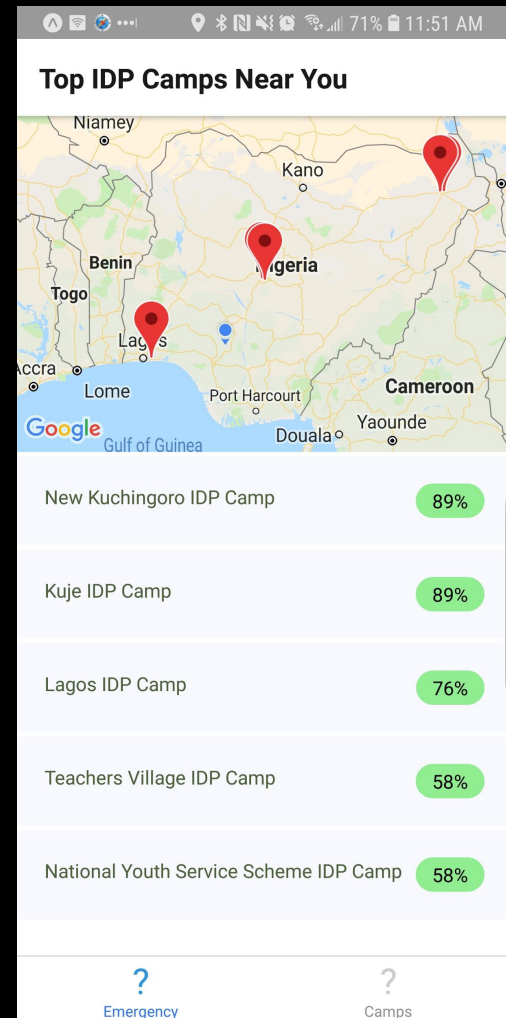 71% 11:51 AM
Top IDP Camps Near You
Niamey
Kano
Benin
geria
Togo
Lagos
Accra
Lome
Port Harcourt
Cameroon
Yaounde
Douala
Google
Gulf of Guinea
New Kuchingoro IDP Camp 89%
Kuje IDP Camp 89%
Lagos IDP Camp 76%
Teachers Village IDP Camp 58%
National Youth Service Scheme IDP Camp 58%
? ?
Emergency Camps